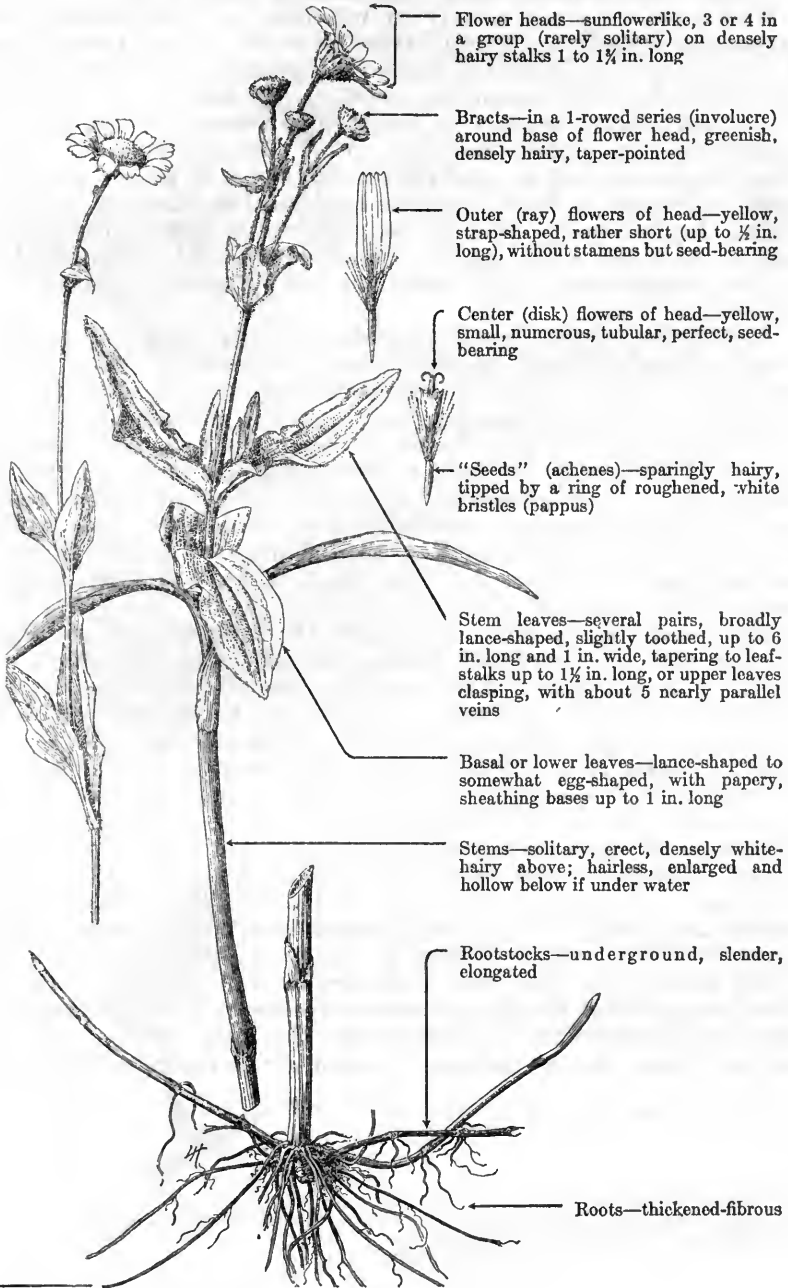 Flower heads—sunflowerlike, 3 or 4 in
a group (rarely solitary) on densely
hairy stalks 1 to 1¾ in. long
Bracts—in a 1-rowed series (involucre)
around base of flower head, greenish,
densely hairy, taper-pointed
Outer (ray) flowers of head—yellow,
strap-shaped, rather short (up to ½ in.
long), without stamens but seed-bearing
Center (disk) flowers of head—yellow,
small, numerous, tubular, perfect, seed-
bearing
"Seeds" (achenes)—sparingly hairy,
tipped by a ring of roughened, white
bristles (pappus)
Stem leaves—several pairs, broadly
lance-shaped, slightly toothed, up to 6
in. long and 1 in. wide, tapering to leaf-
stalks up to 1½ in. long, or upper leaves
clasping, with about 5 nearly parallel
veins
Basal or lower leaves—lance-shaped to
somewhat egg-shaped, with papery,
sheathing bases up to 1 in. long
Stems—solitary, erect, densely white-
hairy above; hairless, enlarged and
hollow below if under water
Rootstocks—underground, slender,
elongated
Roots—thickened-fibrous